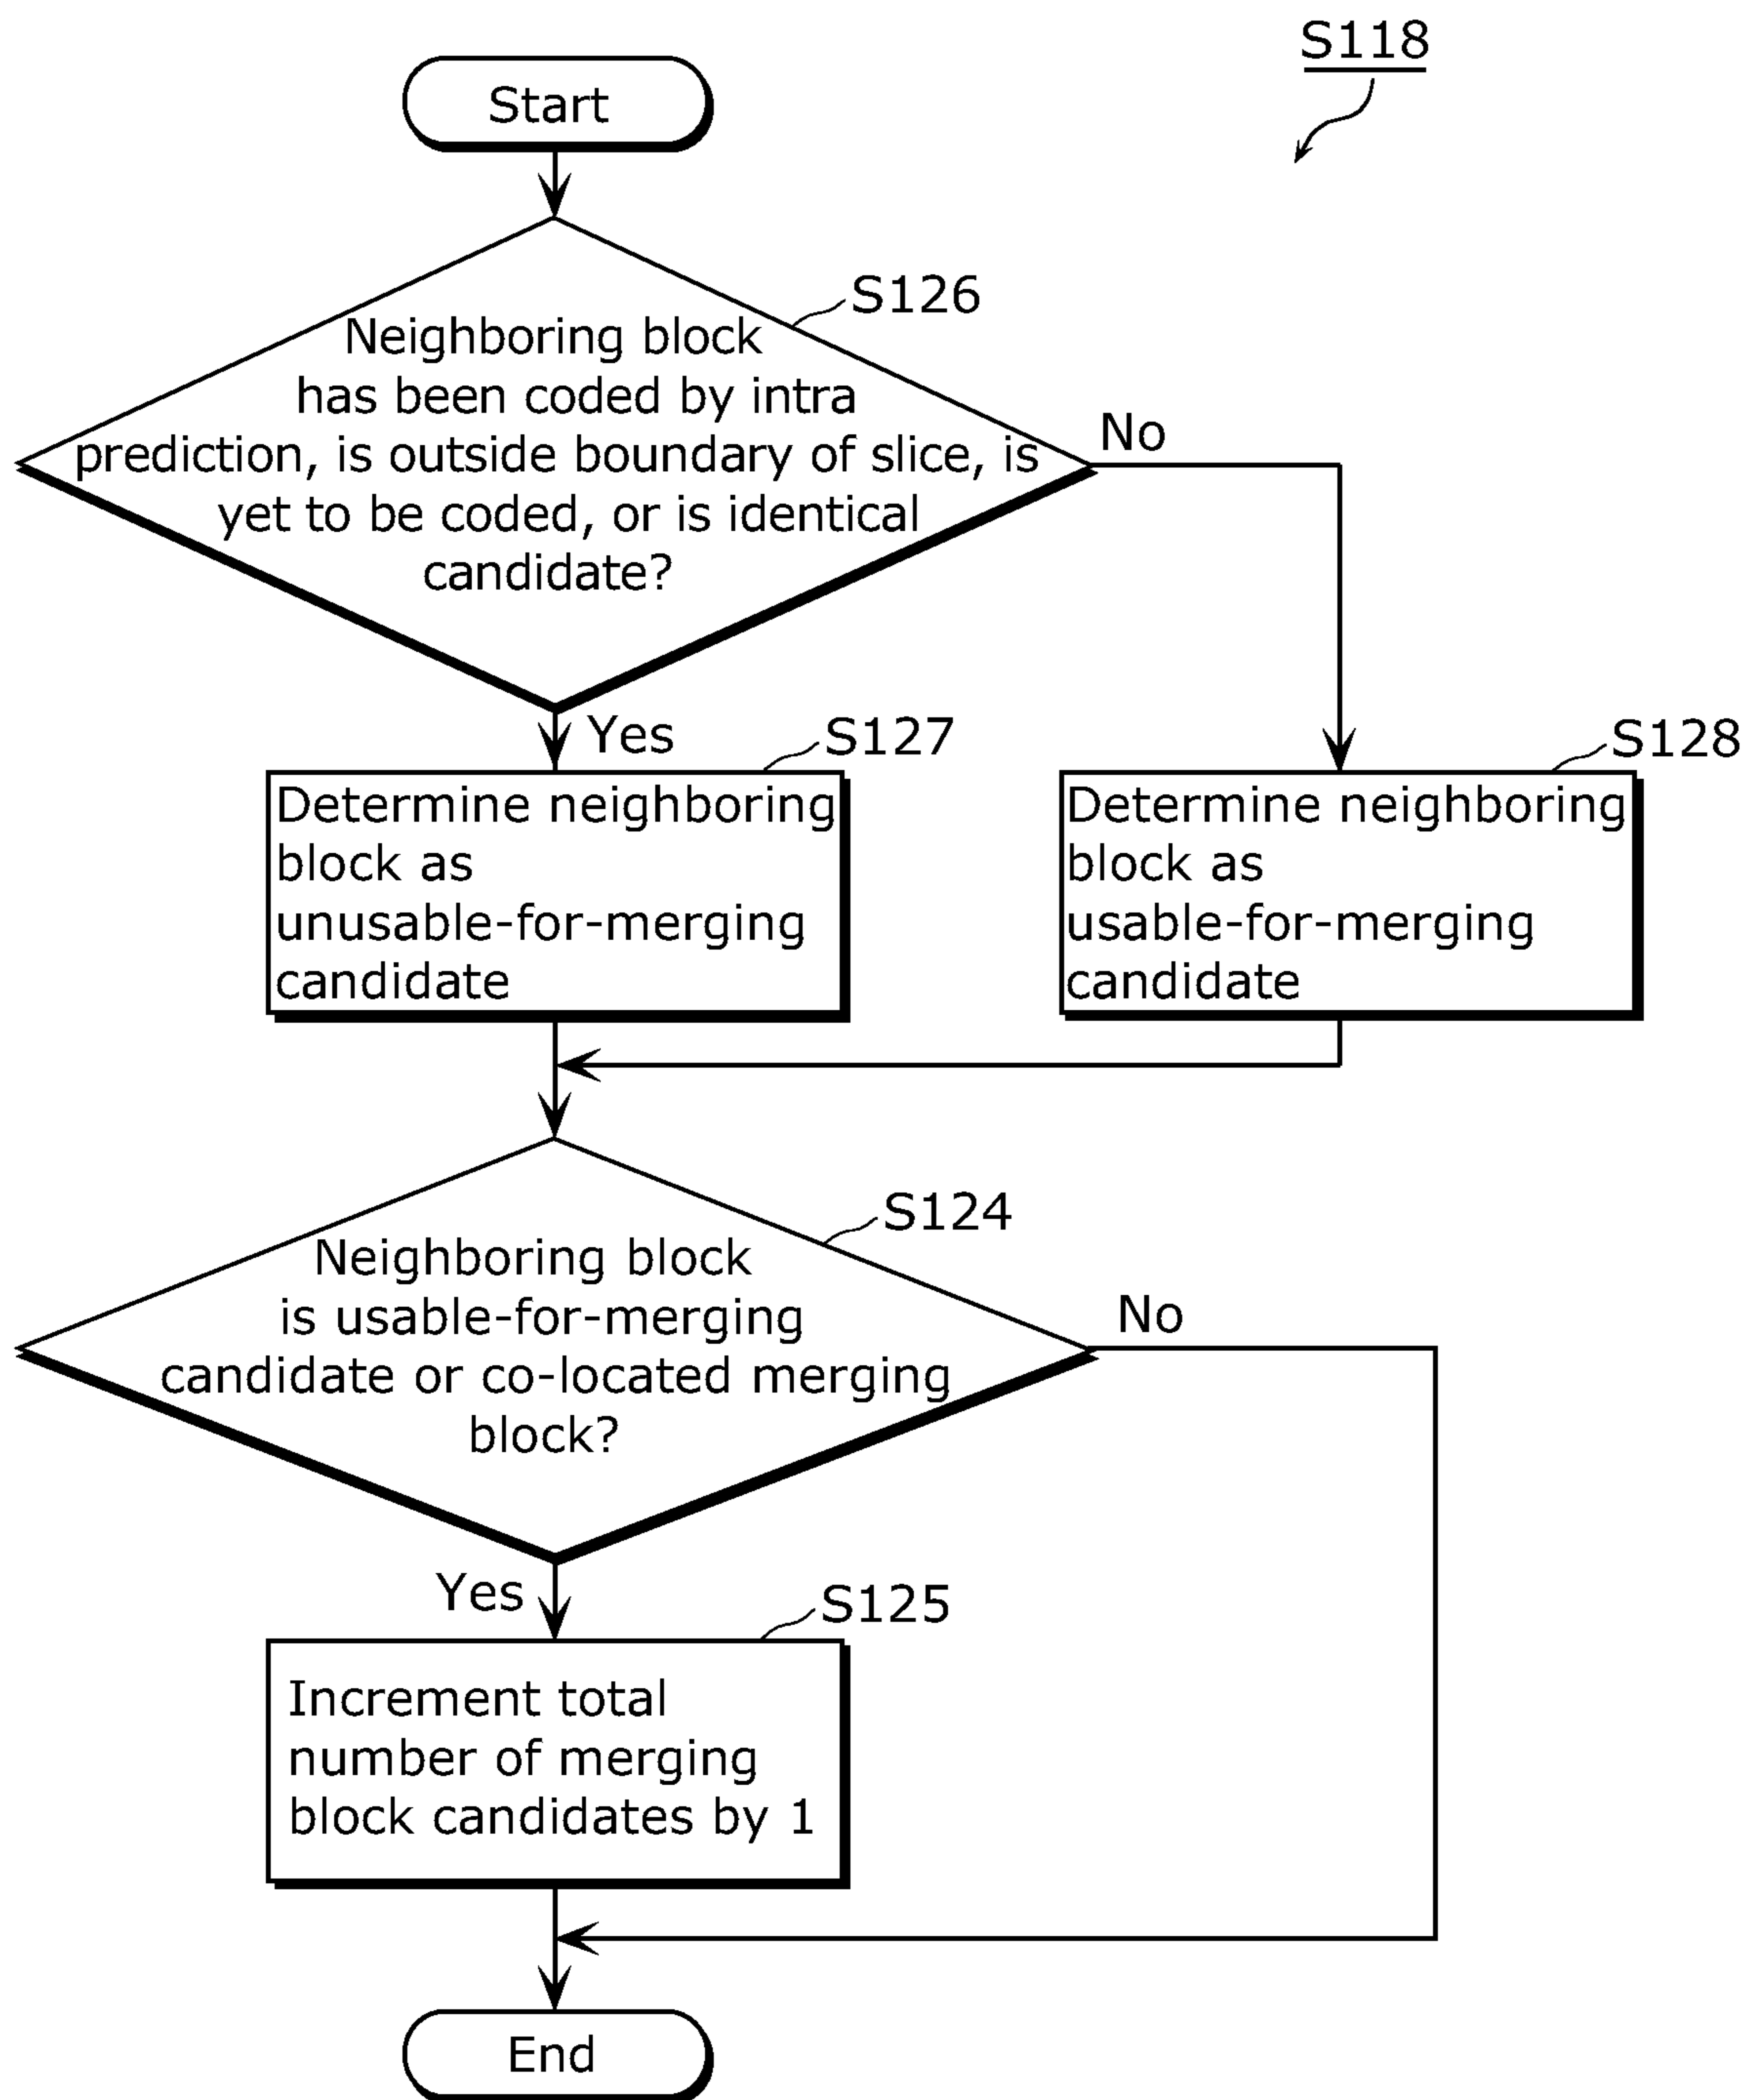 S118
Start
S126
Neighboring block
has been coded by intra
prediction, is outside boundary of slice, is
yet to be coded, or is identical
candidate?
No
Yes
S127
Determine neighboring
block as
unusable-for-merging
candidate
S128
Determine neighboring
block as
usable-for-merging
candidate
S124
Neighboring block
is usable-for-merging
candidate or co-located merging
block?
No
Yes
S125
Increment total
number of merging
block candidates by 1
End